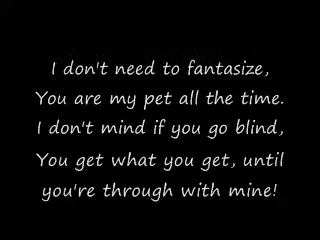 I don't need to fantasize,
You are my pet all the time.
I don't mind if you go blind,
You get what you get, until
you're through with mine!